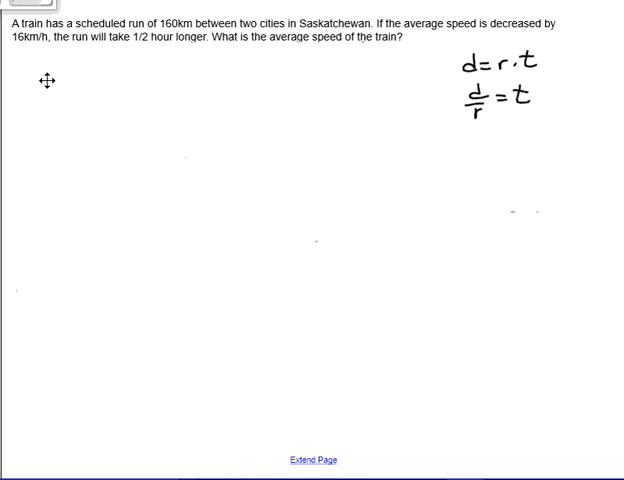 A train has a scheduled run of 160km between two cities in Saskatchewan. If the average speed is decreased by
16km/h, the run will take 1/2 hour longer. What is the average speed of the train?
d=r.t
d/r = t
Extend Page